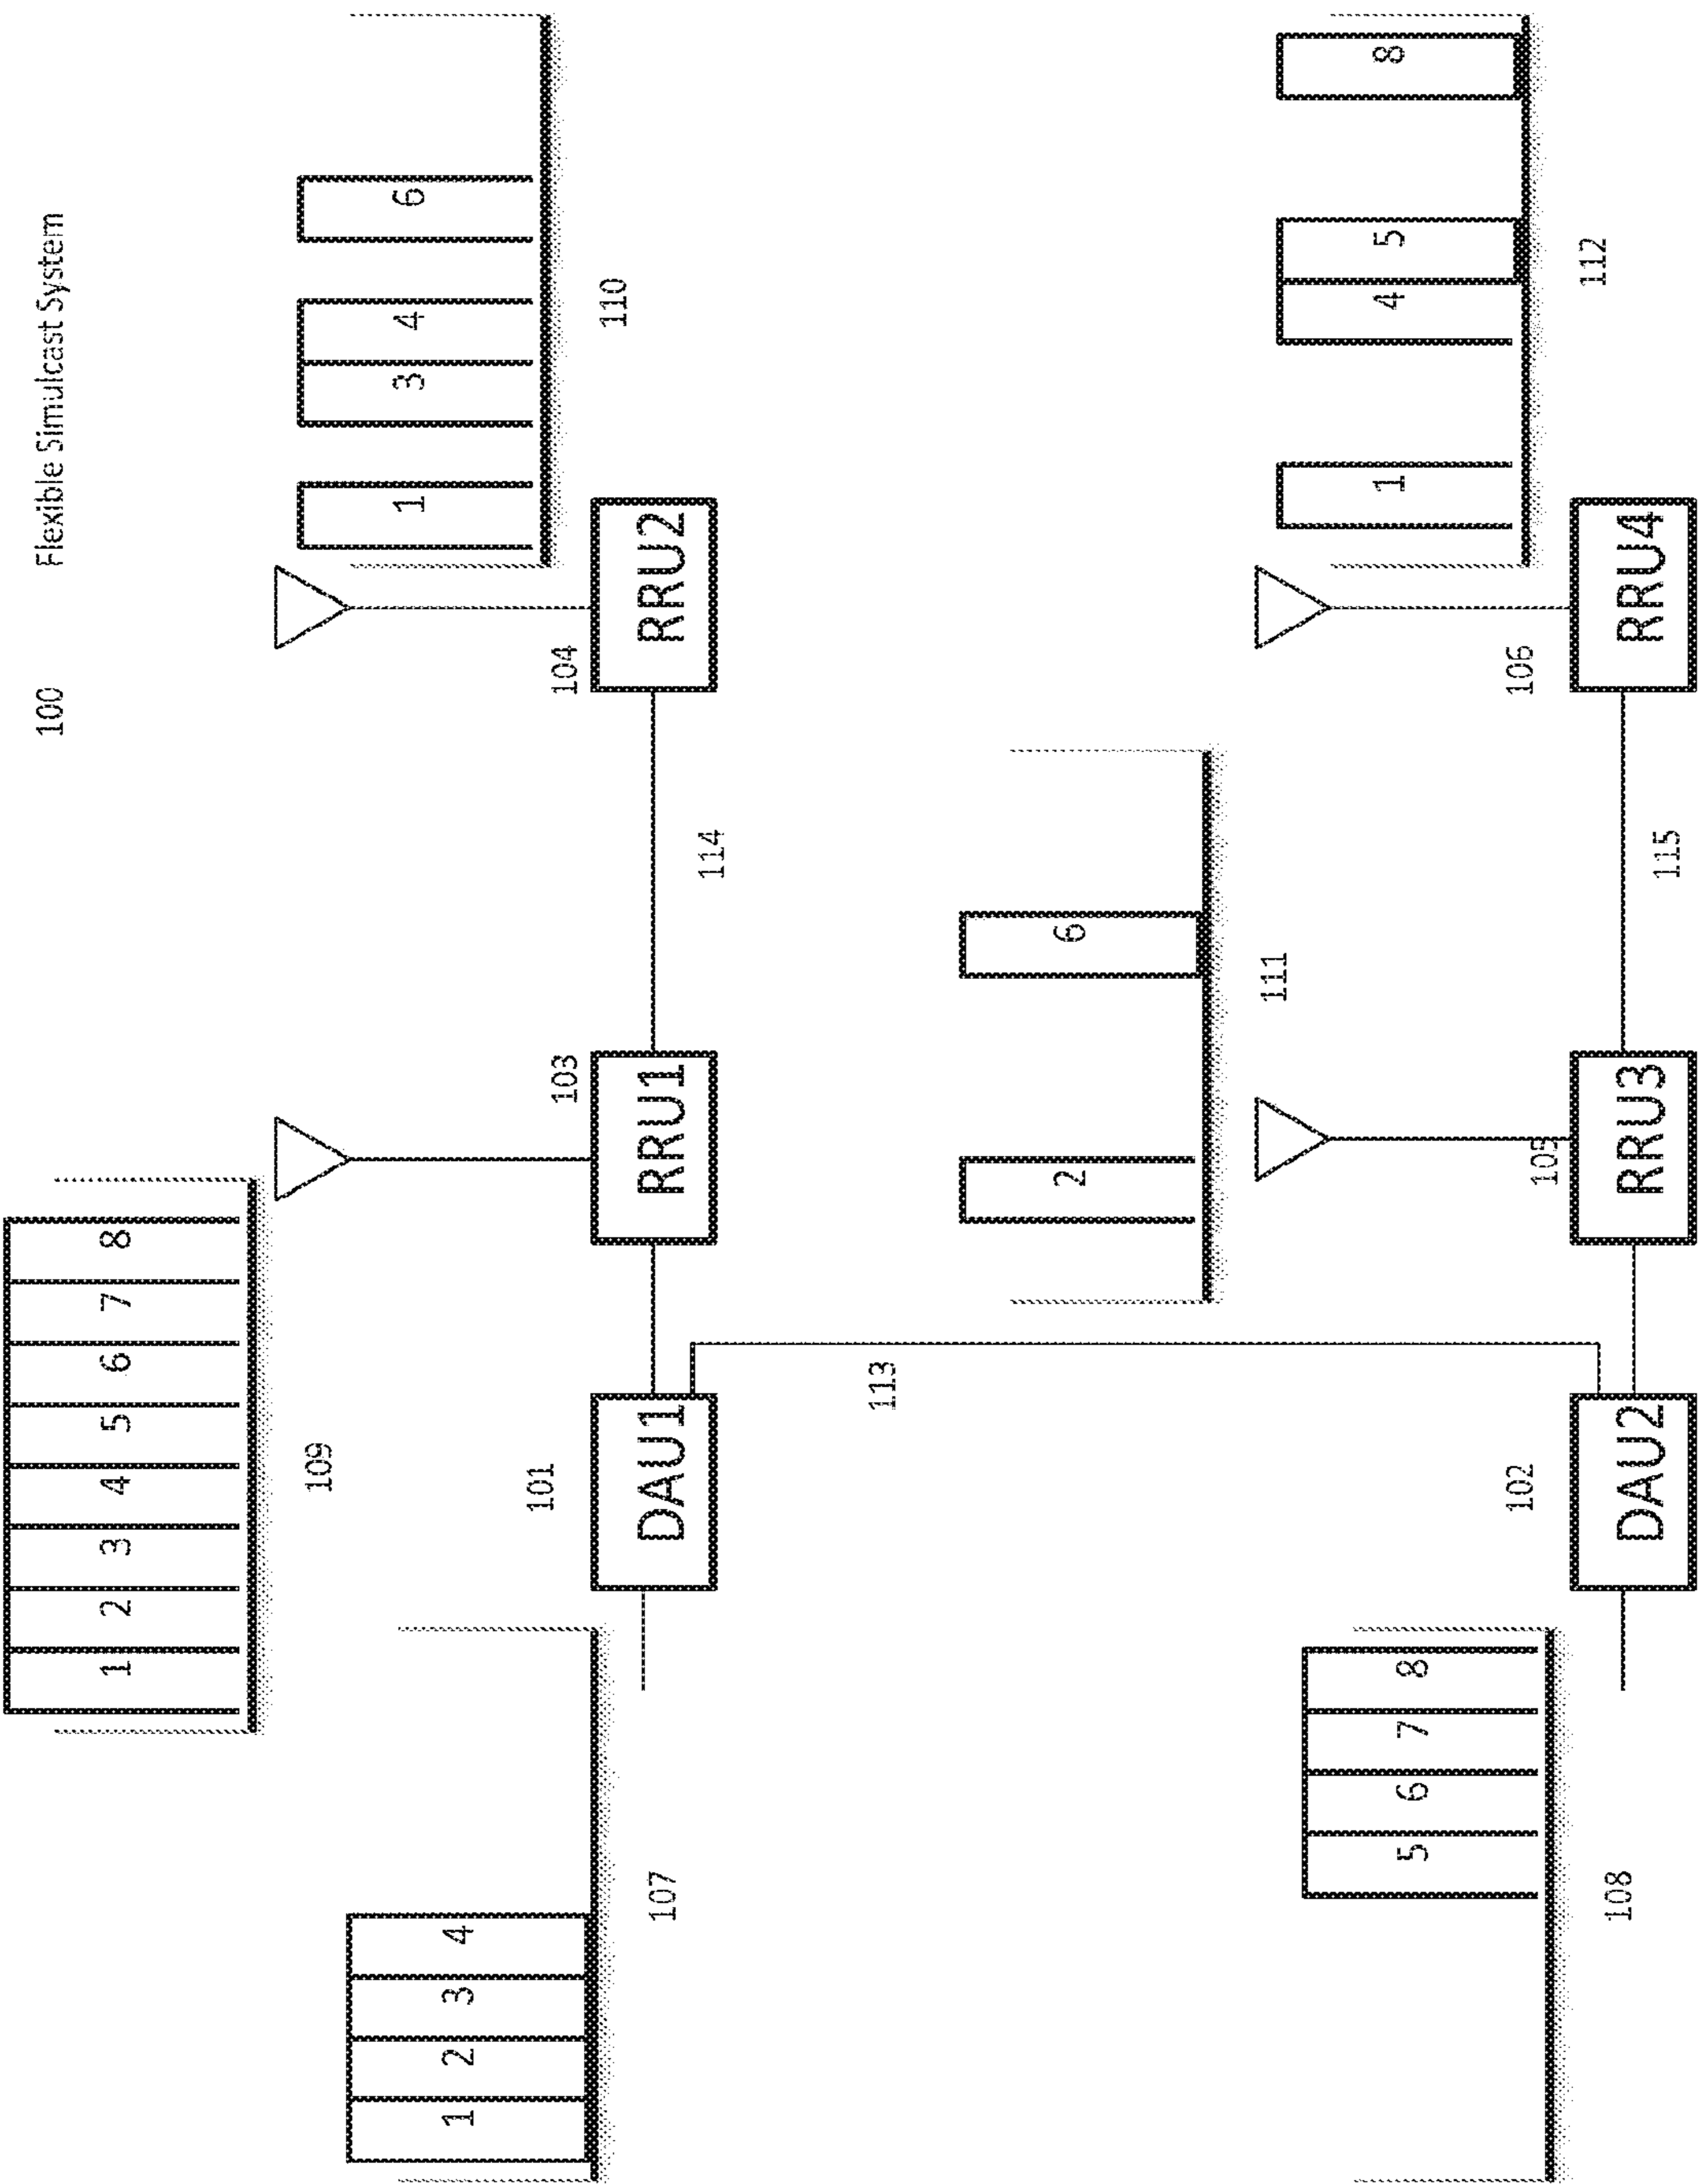 100 Flexible Simulcast System
1 2 3 4 5 6 7 8
109
1 2 3 4
107
1 3 4 6
110
101
DAU1
103
RRU1
114
104
RRU2
113
2 6
111
5 6 7 8
108
1 4 5 8
112
102
DAU2
105
RRU3
115
106
RRU4